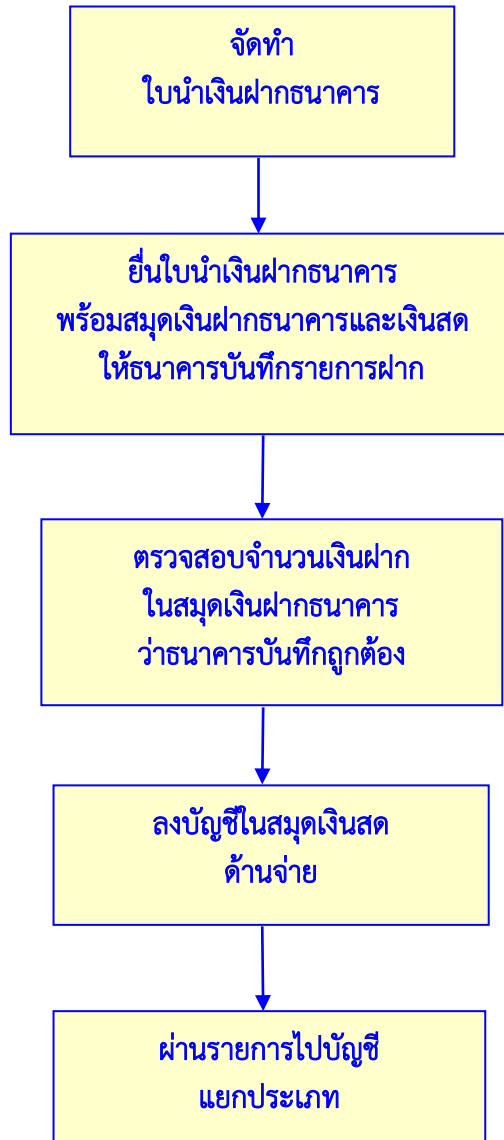 จัดทำ
ใบนำเงินฝากธนาคาร
ยื่นใบนำเงินฝากธนาคาร
พร้อมสมุดเงินฝากธนาคารและเงินสด
ให้ธนาคารบันทึกรายการฝาก
ตรวจสอบจำนวนเงินฝาก
ในสมุดเงินฝากธนาคาร
ว่าธนาคารบันทึกถูกต้อง
ลงบัญชีในสมุดเงินสด
ด้านจ่าย
ผ่านรายการไปบัญชี
แยกประเภท